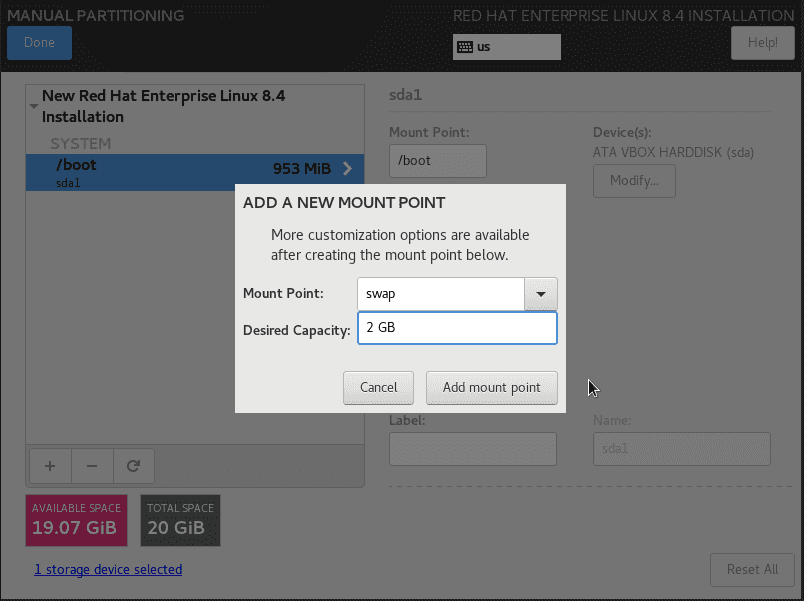 MANUAL PARTITIONING
RED HAT ENTERPRISE LINUX 8.4 INSTALLATION
Done
us
Help!
New Red Hat Enterprise Linux 8.4
Installation
SYSTEM
/boot
953 MiB
sda1
sda1
Mount Point:
Device(s):
/boot
ATA VBOX HARDDISK (sda)
Modify...
ADD A NEW MOUNT POINT
More customization options are available
after creating the mount point below.
Mount Point:
swap
Desired Capacity:
2 GB
Cancel
Add mount point
Label:
Name:
sda1
+
−
AVAILABLE SPACE
19.07 GiB
TOTAL SPACE
20 GiB
1 storage device selected
Reset All